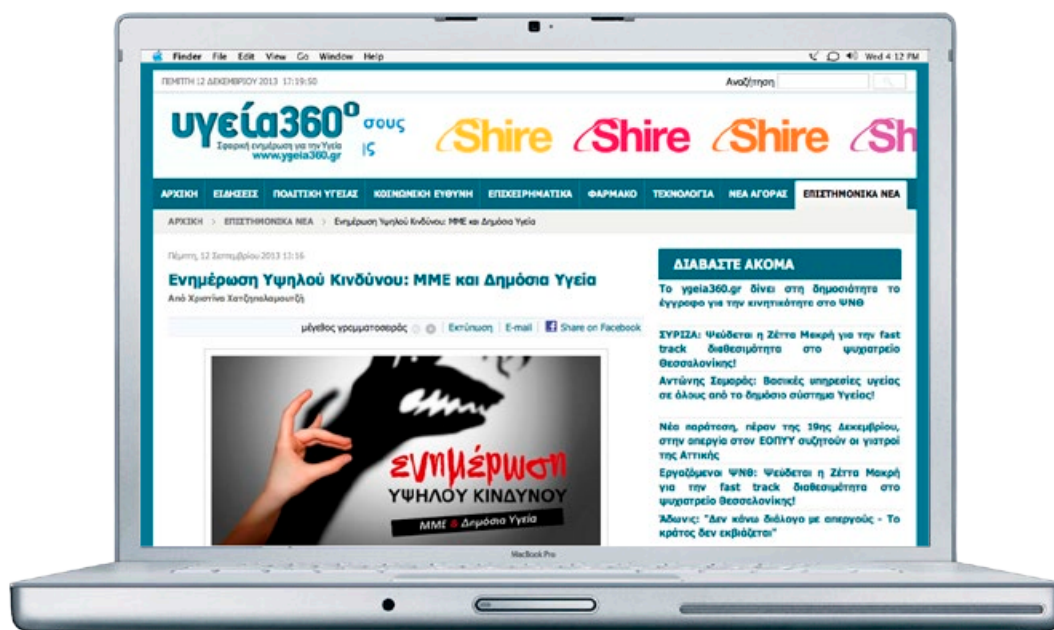 Finder File Edit View Go Window Help
Wed 4:12 PM
ΠΕΜΠΤΗ 12 ΔΕΚΕΜΒΡΙΟΥ 2013 17:19:50
Αναζήτηση
υγεία360°
Σφαιρική ενημέρωση για την Υγεία
www.ygeia360.gr
σους
ις
Shire Shire Shire Sh
ΑΡΧΙΚΗ ΕΙΔΗΣΕΙΣ ΠΟΛΙΤΙΚΗ ΥΓΕΙΑΣ ΚΟΙΝΩΝΙΚΗ ΕΥΘΥΝΗ ΕΠΙΧΕΙΡΗΜΑΤΙΚΑ ΦΑΡΜΑΚΟ ΤΕΧΝΟΛΟΓΙΑ ΝΕΑ ΑΓΟΡΑΣ ΕΠΙΣΤΗΜΟΝΙΚΑ ΝΕΑ
ΑΡΧΙΚΗ > ΕΠΙΣΤΗΜΟΝΙΚΑ ΝΕΑ > Ενημέρωση Υψηλού Κινδύνου: ΜΜΕ και Δημόσια Υγεία
Πέμπτη, 12 Σεπτεμβρίου 2013 13:16
Ενημέρωση Υψηλού Κινδύνου: ΜΜΕ και Δημόσια Υγεία
Από Χριστίνα Χατζηπαλαμουτζή
μέγεθος γραμματοσειράς Εκτύπωση E-mail Share on Facebook
ενημέρωση
ΥΨΗΛΟΥ ΚΙΝΔΥΝΟΥ
ΜΜΕ & Δημόσια Υγεία
ΔΙΑΒΑΣΤΕ ΑΚΟΜΑ
Το ygeia360.gr δίνει στη δημοσιότητα το
έγγραφο για την κινητικότητα στο ΨΝΘ
ΣΥΡΙΖΑ: Ψεύδεται η Ζέττα Μακρή για την fast
track διαθεσιμότητα στο ψυχιατρείο
Θεσσαλονίκης!
Αντώνης Σαμαράς: Βασικές υπηρεσίες υγείας
σε όλους από το δημόσιο σύστημα Υγείας!
Νέα παράταση, πέραν της 19ης Δεκεμβρίου,
στην απεργία στον ΕΟΠΥΥ συζητούν οι γιατροί
της Αττικής
Εργαζόμενοι ΨΝΘ: Ψεύδεται η Ζέττα Μακρή
για την fast track διαθεσιμότητα στο
ψυχιατρείο Θεσσαλονίκης!
Άδωνις: "Δεν κάνω διάλογο με απεργούς - Το
κράτος δεν εκβιάζεται"
MacBook Pro